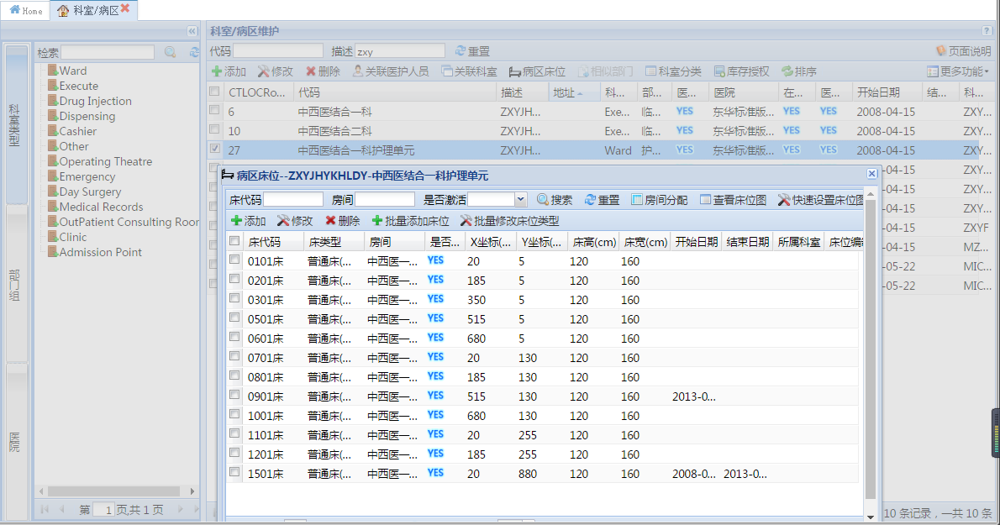 Home 科室/病区
科室/病区维护
检索
代码 描述 zxy 重置 页面说明
添加 修改 删除 关联医护人员 关联科室 病区床位 相似部门 科室分类 库存授权 排序 更多功能
科室类型
部门组
医院
Ward
Execute
Drug Injection
Dispensing
Cashier
Other
Operating Theatre
Emergency
Day Surgery
Medical Records
OutPatient Consulting Roor
Clinic
Admission Point
第 1 页,共 1 页
CTLOCRo... 代码 描述 地址 科... 部... 医... 医院 在... 医... 开始日期 结... 科...
6 中西医结合一科 ZXYJH... Exe... 临... YES 东华标准版... YES YES 2008-04-15 ZXY...
10 中西医结合二科 ZXYJH... Exe... 临... YES 东华标准版... YES YES 2008-04-15 ZXY...
27 中西医结合一科护理单元 ZXYJH... Ward 护... YES 东华标准版... YES YES 2008-04-15 ZXY...
-04-15 ZXY...
-04-15 ZXY...
-04-15 ZXY...
-04-15 ZXYF
-04-15 MZ...
-05-22 MIC...
-05-22 MIC...
病区床位--ZXYJHYKHLDY-中西医结合一科护理单元
床代码 房间 是否激活 搜索 重置 房间分配 查看床位图 快速设置床位图
添加 修改 删除 批量添加床位 批量修改床位类型
床代码 床类型 房间 是否... X坐标(... Y坐标(... 床高(cm) 床宽(cm) 开始日期 结束日期 所属科室 床位编
0101床 普通床(... 中西医一... YES 20 5 120 160
0201床 普通床(... 中西医一... YES 185 5 120 160
0301床 普通床(... 中西医一... YES 350 5 120 160
0501床 普通床(... 中西医一... YES 515 5 120 160
0601床 普通床(... 中西医一... YES 680 5 120 160
0701床 普通床(... 中西医一... YES 20 130 120 160
0801床 普通床(... 中西医一... YES 185 130 120 160
0901床 普通床(... 中西医一... YES 515 130 120 160 2013-0...
1001床 普通床(... 中西医一... YES 680 130 120 160
1101床 普通床(... 中西医一... YES 20 255 120 160
1201床 普通床(... 中西医一... YES 185 255 120 160
1501床 普通床(... 中西医一... YES 20 880 120 160 2008-0... 2013-0...
10 条记录，一共 10 条